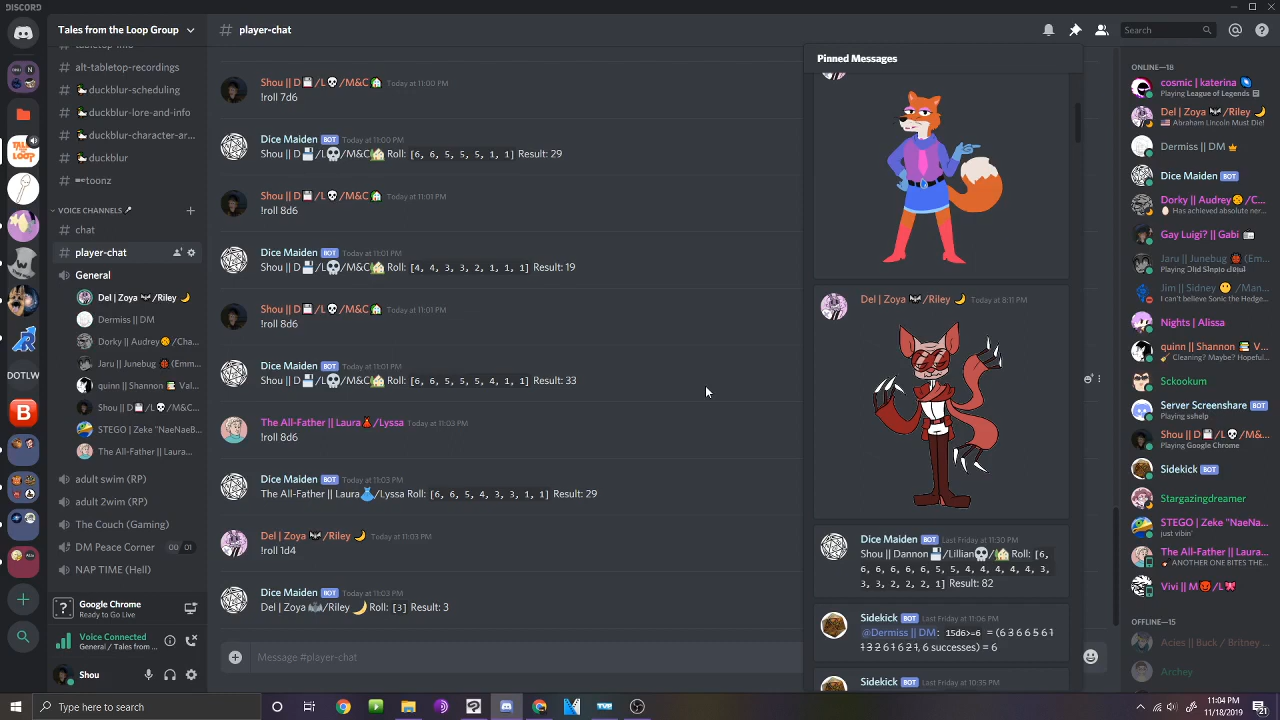 DISCORD
Tales from the Loop Group
# player-chat
Search
# tabletop-info
# alt-tabletop-recordings
# duckblur-scheduling
# duckblur-lore-and-info
# duckblur-character-ar...
# duckblur
toonz
VOICE CHANNELS
chat
# player-chat
General
Del | Zoya /Riley
Dermiss || DM
Dorky || Audrey /Cha...
Jaru || Junebug (Emm...
quinn || Shannon Val...
Shou || D /L /M&C...
STEGO | Zeke "NaeNaeB...
The All-Father || Laura...
adult swim (RP)
adult 2wim (RP)
The Couch (Gaming)
DM Peace Corner 00 01
NAP TIME (Hell)
Google Chrome
Ready to Go Live
Voice Connected
General / Tales from ...
Shou
Shou || D /L /M&C Today at 11:00 PM
!roll 7d6
Dice Maiden BOT Today at 11:00 PM
Shou || D / /M&C Roll: [6, 6, 5, 5, 5, 1, 1] Result: 29
Shou || D /L /M&C Today at 11:01 PM
!roll 8d6
Dice Maiden BOT Today at 11:01 PM
Shou || D /L /M&C Roll: [4, 4, 3, 3, 2, 1, 1, 1] Result: 19
Shou || D /L /M&C Today at 11:01 PM
!roll 8d6
Dice Maiden BOT Today at 11:01 PM
Shou || D /L /M&C Roll: [6, 6, 5, 5, 5, 4, 1, 1] Result: 33
The All-Father || Laura /Lyssa Today at 11:03 PM
!roll 8d6
Dice Maiden BOT Today at 11:03 PM
The All-Father || Laura /Lyssa Roll: [6, 6, 5, 4, 3, 3, 1, 1] Result: 29
Del | Zoya /Riley Today at 11:03 PM
!roll 1d4
Dice Maiden BOT Today at 11:03 PM
Del | Zoya /Riley Roll: [3] Result: 3
Message #player-chat
Pinned Messages
Del | Zoya /Riley Today at 8:11 PM
Dice Maiden BOT Last Friday at 11:30 PM
Shou || Dannon /Lillian / Roll: [6,
6, 6, 6, 6, 6, 5, 5, 4, 4, 4, 4, 4, 3,
3, 3, 2, 2, 2, 1] Result: 82
Sidekick BOT Last Friday at 11:06 PM
@Dermiss || DM: 15d6>=6 = (6 3 6 6 5 6 1
1 3 2 6 1 6 2 1, 6 successes) = 6
Sidekick BOT Last Friday at 10:35 PM
ONLINE—18
cosmic | katerina
Playing League of Legends
Del | Zoya /Riley
Abraham Lincoln Must Die!
Dermiss || DM
Dice Maiden BOT
Dorky || Audrey /C...
Has achieved absolute ner...
Gay Luigi? || Gabi
Jaru || Junebug (Em...
Jim || Sidney /Man...
I can't believe Sonic the Hedge...
Nights | Alissa
quinn || Shannon V...
Cleaning? Maybe? Hopeful...
Sckookum
Server Screenshare BOT
Playing sshelp
Shou || D /L /M...
Playing Google Chrome
Sidekick BOT
Stargazingdreamer
STEGO | Zeke "NaeNa...
just vibin'
The All-Father || Laura...
ANOTHER ONE BITES THE...
Vivi || M /L
OFFLINE—15
Acies || Buck / Britney ...
Archey
Type here to search
11:04 PM
11/18/2019